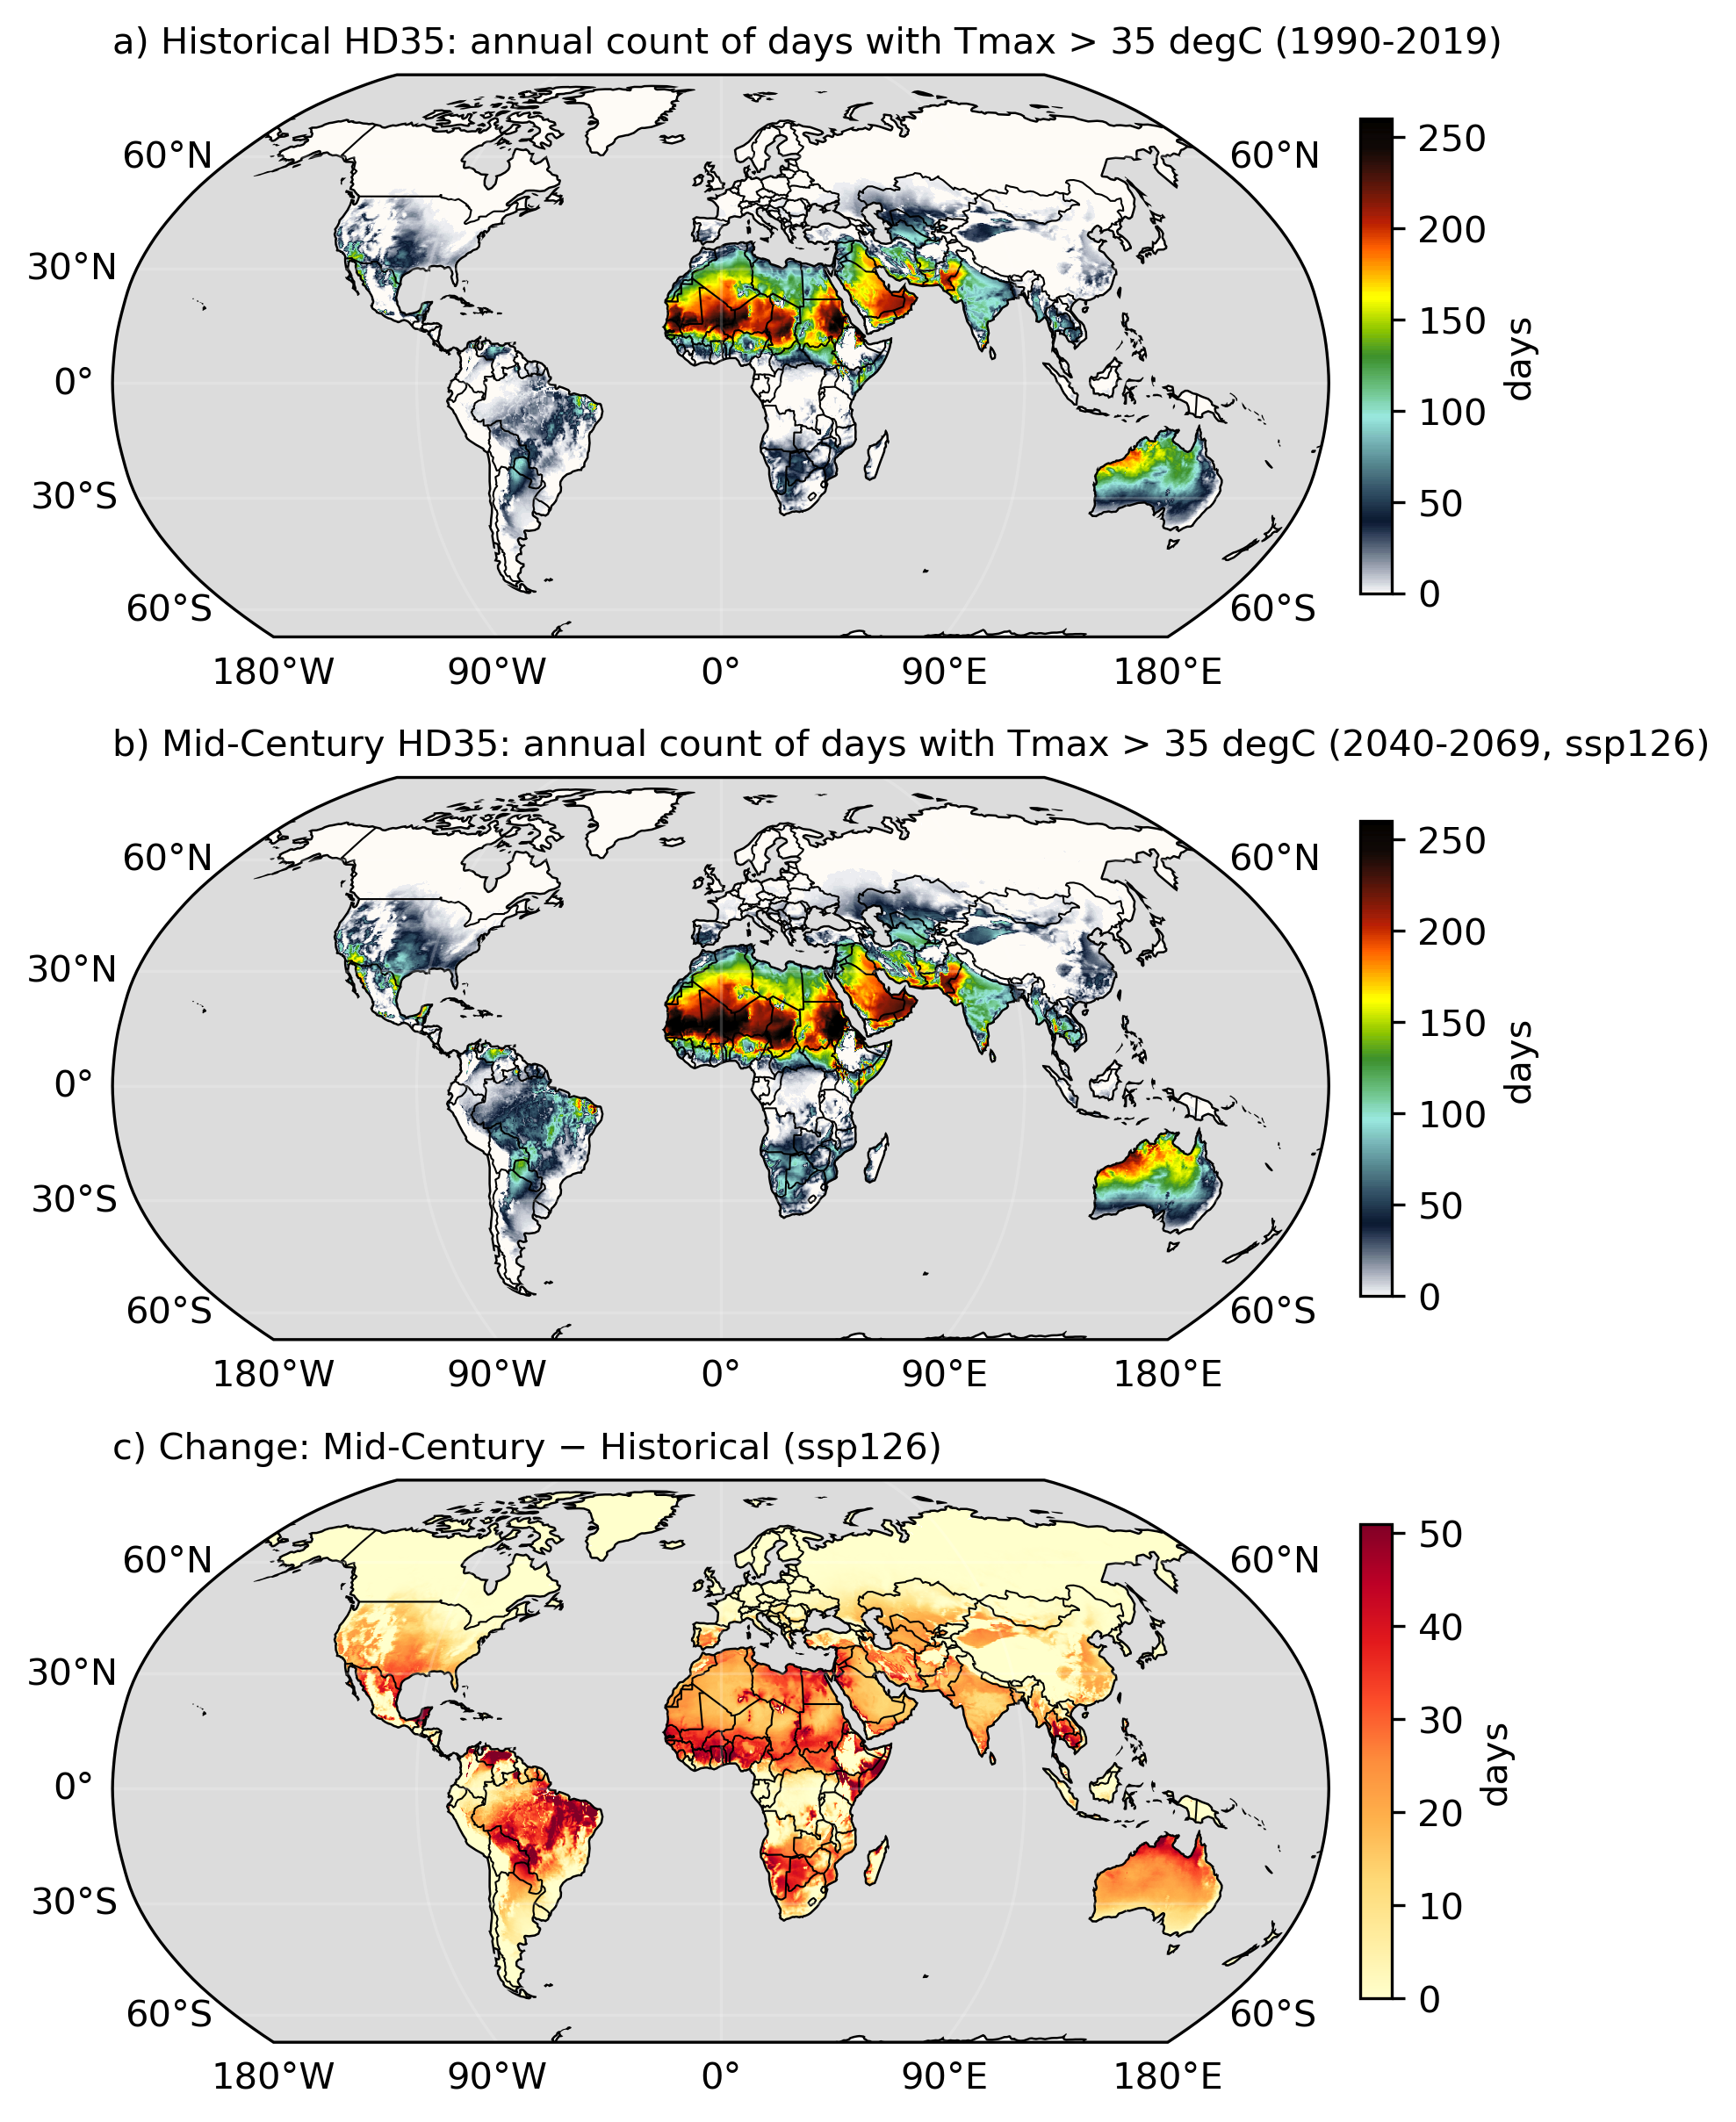 a) Historical HD35: annual count of days with Tmax > 35 degC (1990-2019)
60°N 60°N
30°N
0°
30°S
60°S 60°S
180°W 90°W 0° 90°E 180°E
250
200
150
100
50
0
days
b) Mid-Century HD35: annual count of days with Tmax > 35 degC (2040-2069, ssp126)
60°N 60°N
30°N
0°
30°S
60°S 60°S
180°W 90°W 0° 90°E 180°E
250
200
150
100
50
0
days
c) Change: Mid-Century − Historical (ssp126)
60°N 60°N
30°N
0°
30°S
60°S 60°S
180°W 90°W 0° 90°E 180°E
50
40
30
20
10
0
days